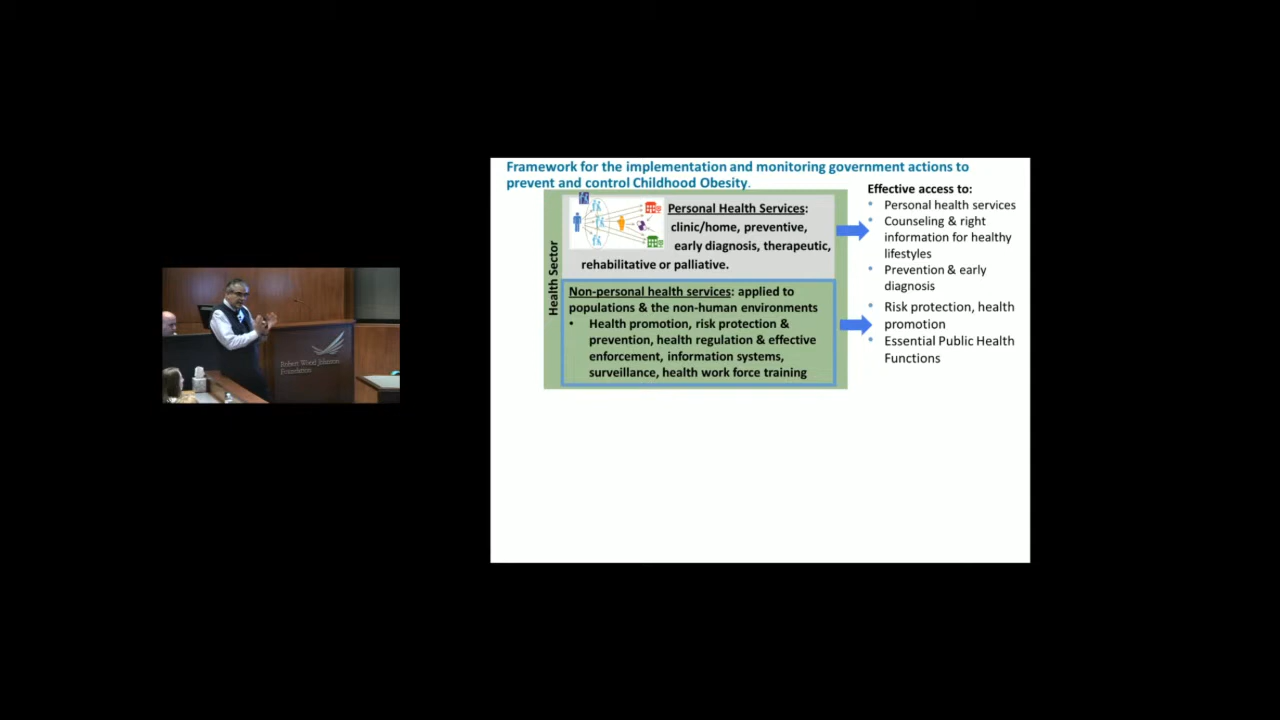 Framework for the implementation and monitoring government actions to
prevent and control Childhood Obesity.
Health Sector
Personal Health Services:
clinic/home, preventive,
early diagnosis, therapeutic,
rehabilitative or palliative.
Non-personal health services: applied to
populations & the non-human environments
• Health promotion, risk protection &
prevention, health regulation & effective
enforcement, information systems,
surveillance, health work force training
Effective access to:
• Personal health services
• Counseling & right
information for healthy
lifestyles
• Prevention & early
diagnosis
• Risk protection, health
promotion
• Essential Public Health
Functions
Robert Wood Johnson
Foundation